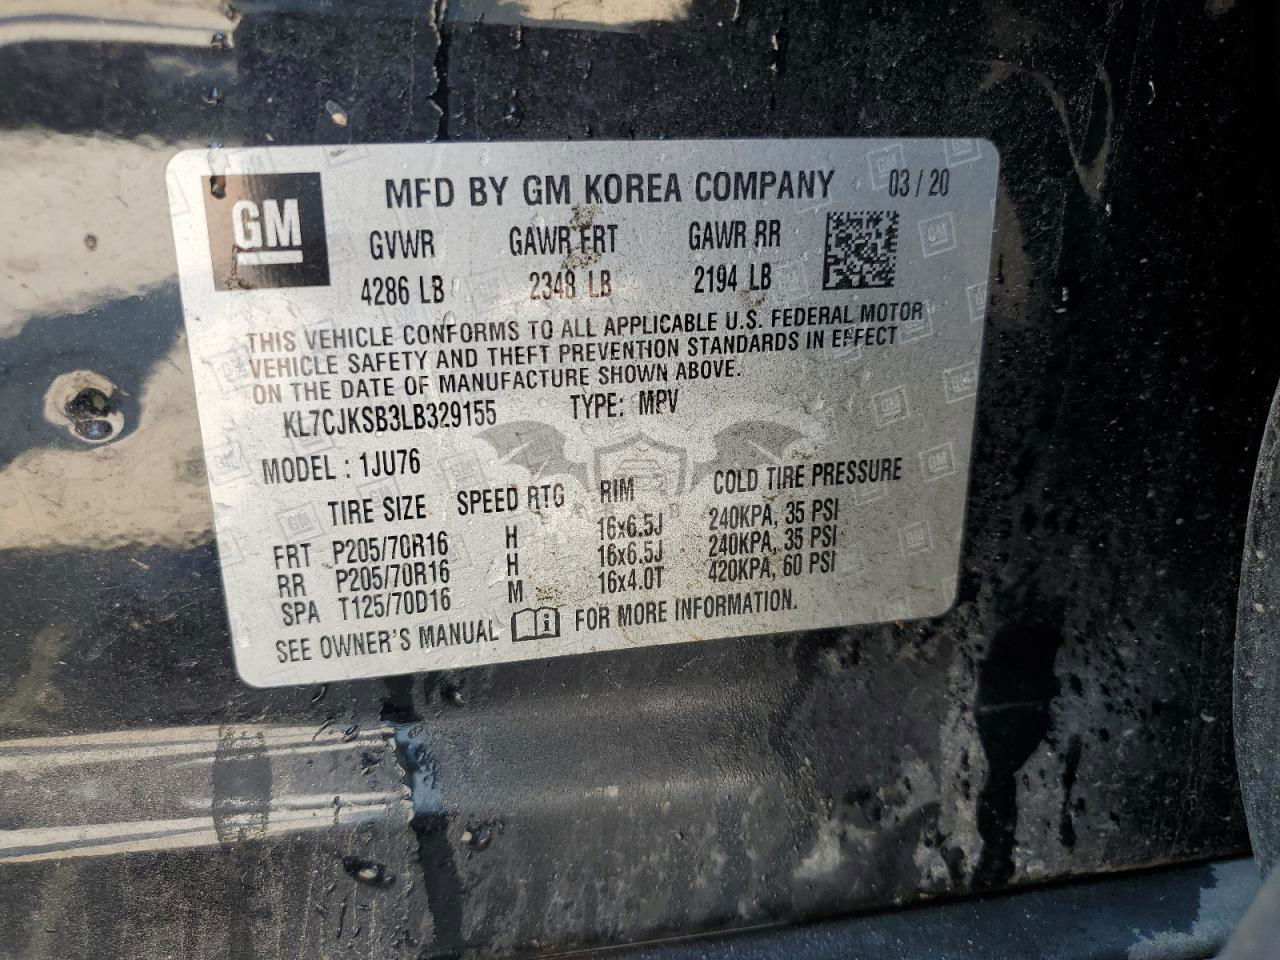 GM
MFD BY GM KOREA COMPANY 03/20
GVWR GAWR FRT GAWR RR
4286 LB 2348 LB 2194 LB
THIS VEHICLE CONFORMS TO ALL APPLICABLE U.S. FEDERAL MOTOR
VEHICLE SAFETY AND THEFT PREVENTION STANDARDS IN EFFECT
ON THE DATE OF MANUFACTURE SHOWN ABOVE.
KL7CJKSB3LB329155 TYPE: MPV
MODEL : 1JU76
TIRE SIZE SPEED RTG RIM COLD TIRE PRESSURE
FRT P205/70R16 H 16x6.5J 240KPA, 35 PSI
RR P205/70R16 H 16x6.5J 240KPA, 35 PSI
SPA T125/70D16 M 16x4.0T 420KPA, 60 PSI
SEE OWNER'S MANUAL FOR MORE INFORMATION.